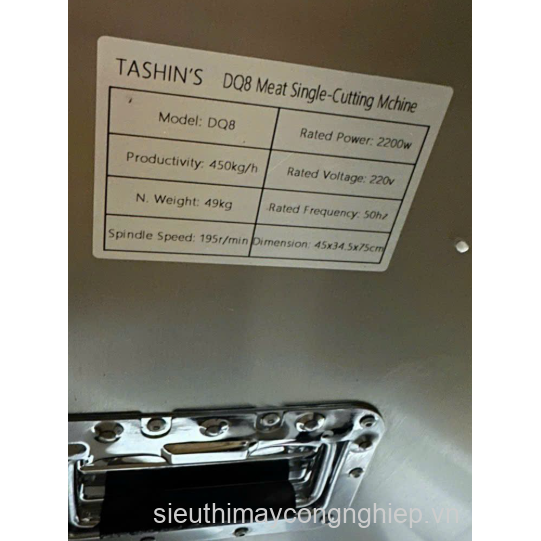 TASHIN'S DQ8 Meat Single-Cutting Mchine
Model: DQ8 Rated Power: 2200w
Productivity: 450kg/h Rated Voltage: 220v
N. Weight: 49kg Rated Frequency: 50hz
Spindle Speed: 195r/min Dimension: 45x34.5x75cm
sieuthimaycongnghiep.vn